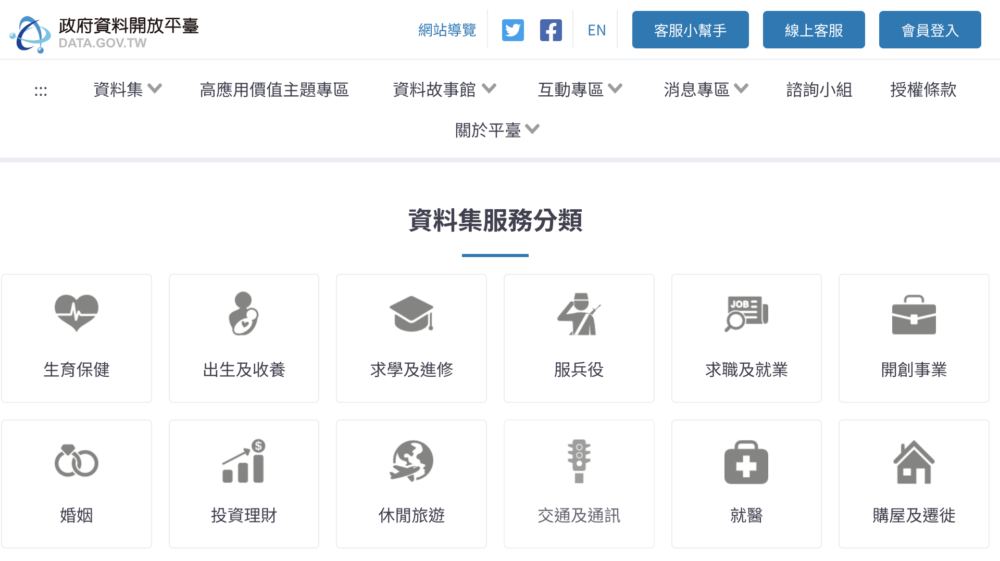 政府資料開放平臺
DATA.GOV.TW
網站導覽
EN
客服小幫手
線上客服
會員登入
:::
資料集
高應用價值主題專區
資料故事館
互動專區
消息專區
諮詢小組
授權條款
關於平臺
資料集服務分類
生育保健
出生及收養
求學及進修
服兵役
JOB
求職及就業
開創事業
婚姻
$
投資理財
休閒旅遊
交通及通訊
就醫
購屋及遷徙